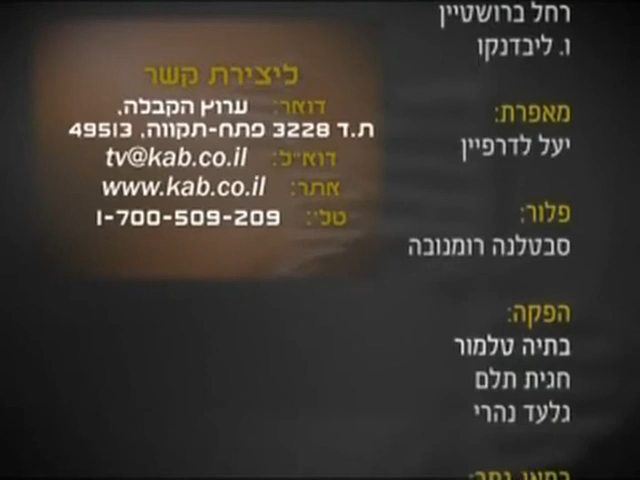 רחל ברושטיין
ו. ליבדנקו
מאפרת:
יעל לדרפיין
פלור:
סבטלנה רומנובה
הפקה:
בתיה טלמור
חגית תלם
גלעד נהרי
ליצירת קשר
דואר: ערוץ הקבלה,
ת.ד 3228 פתח-תקווה, 49513
דוא"ל: tv@kab.co.il
אתר: www.kab.co.il
טל': 1-700-509-209